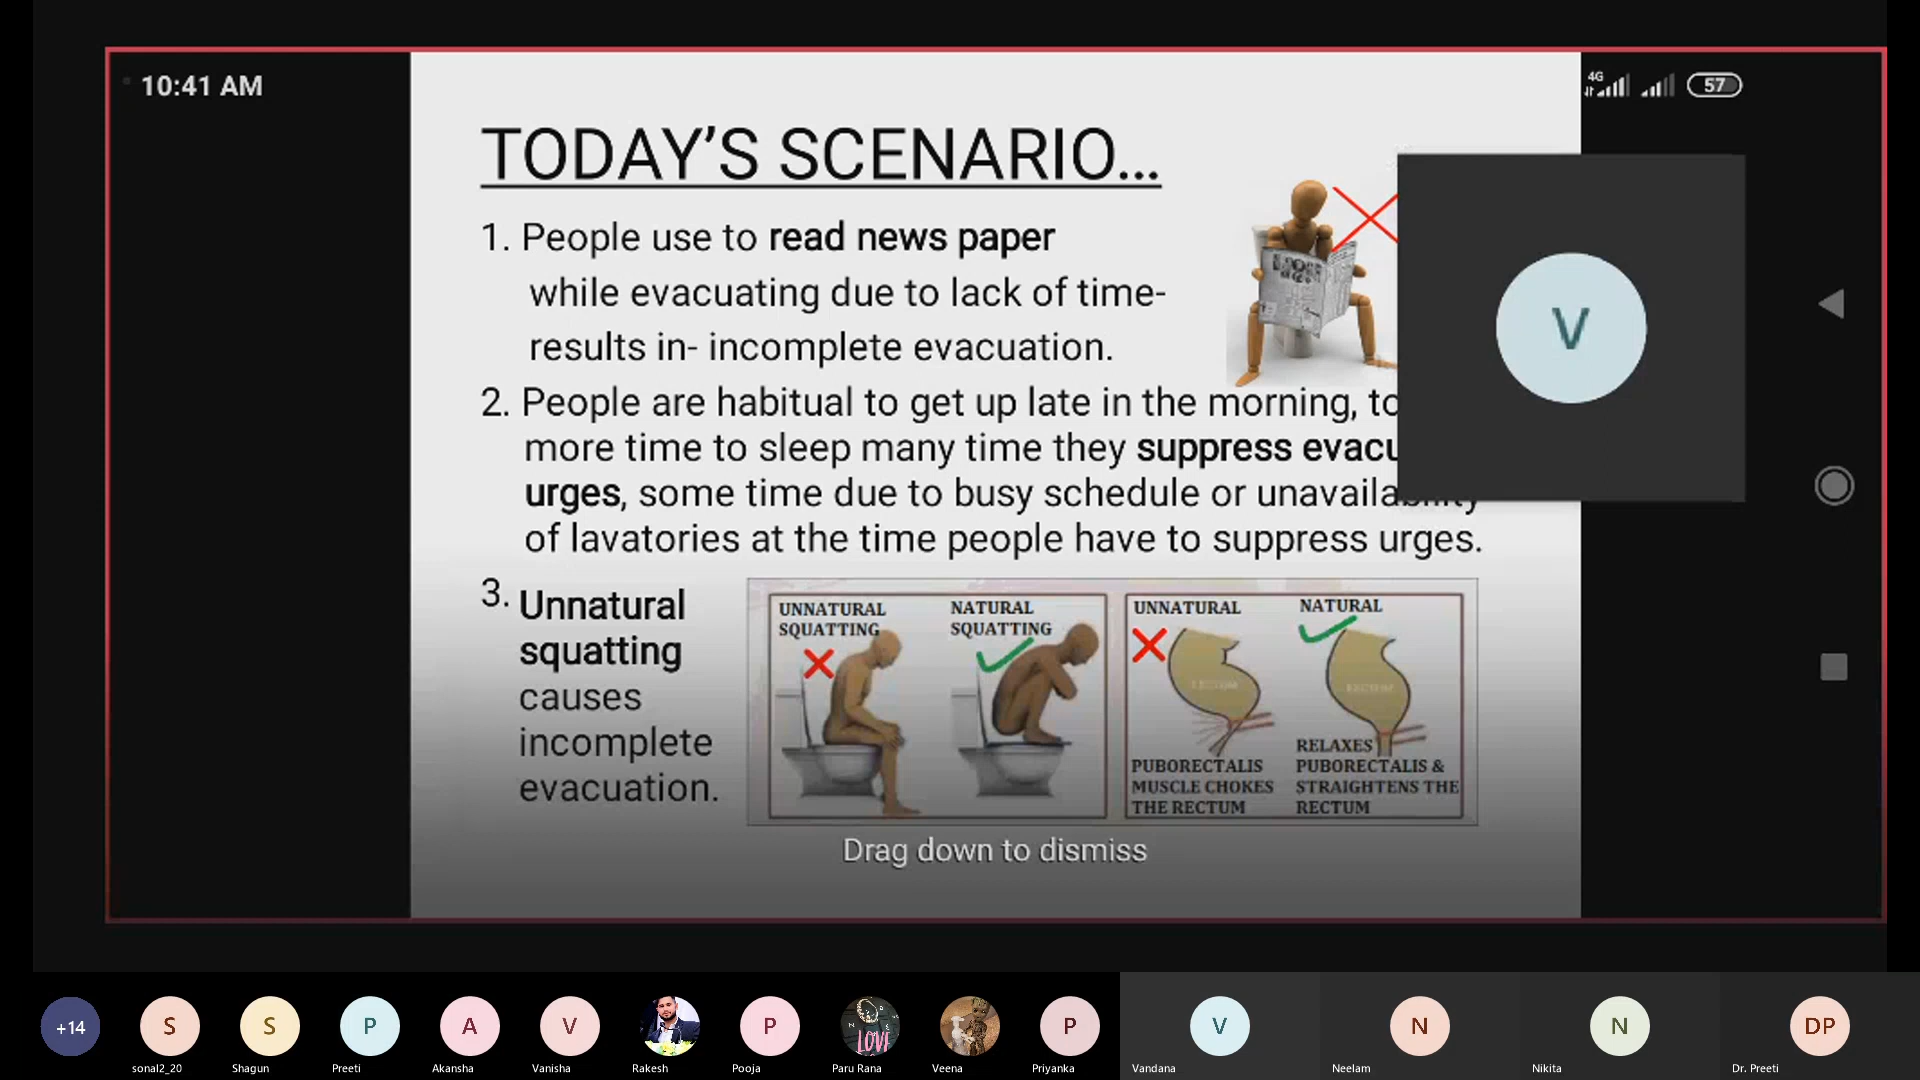 10:41 AM
4G
57
TODAY’S SCENARIO...
1. People use to read news paper
while evacuating due to lack of time-
results in- incomplete evacuation.
2. People are habitual to get up late in the morning, to
more time to sleep many time they suppress evacu
urges, some time due to busy schedule or unavailability
of lavatories at the time people have to suppress urges.
3. Unnatural
squatting
causes
incomplete
evacuation.
UNNATURAL
SQUATTING
NATURAL
SQUATTING
UNNATURAL
NATURAL
RECTUM
RECTUM
PUBORECTALIS
MUSCLE CHOKES
THE RECTUM
RELAXES
PUBORECTALIS &
STRAIGHTENS THE
RECTUM
Drag down to dismiss
V
+14
S
S
P
A
V
P
LOVE
P
V
N
N
DP
sonal2_20
Shagun
Preeti
Akansha
Vanisha
Rakesh
Pooja
Paru Rana
Veena
Priyanka
Vandana
Neelam
Nikita
Dr. Preeti